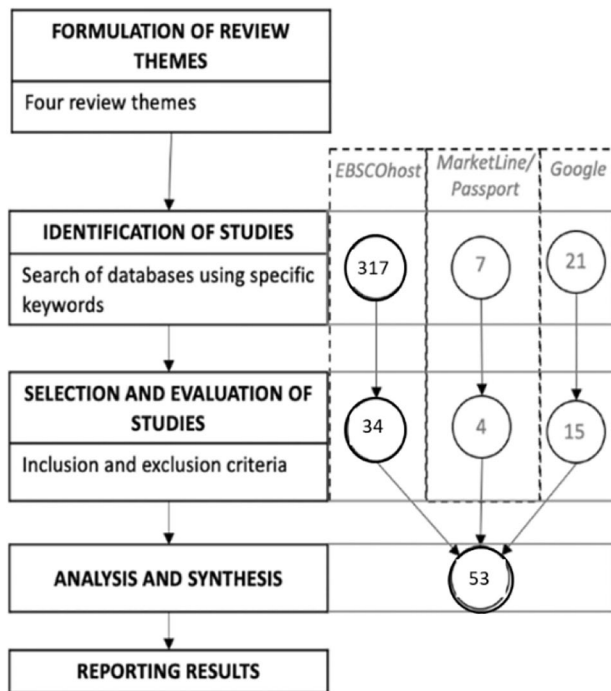 FORMULATION OF REVIEW
THEMES
Four review themes
EBSCOhost
MarketLine/
Passport
Google
IDENTIFICATION OF STUDIES
Search of databases using specific
keywords
317
7
21
SELECTION AND EVALUATION OF
STUDIES
Inclusion and exclusion criteria
34
4
15
ANALYSIS AND SYNTHESIS
53
REPORTING RESULTS